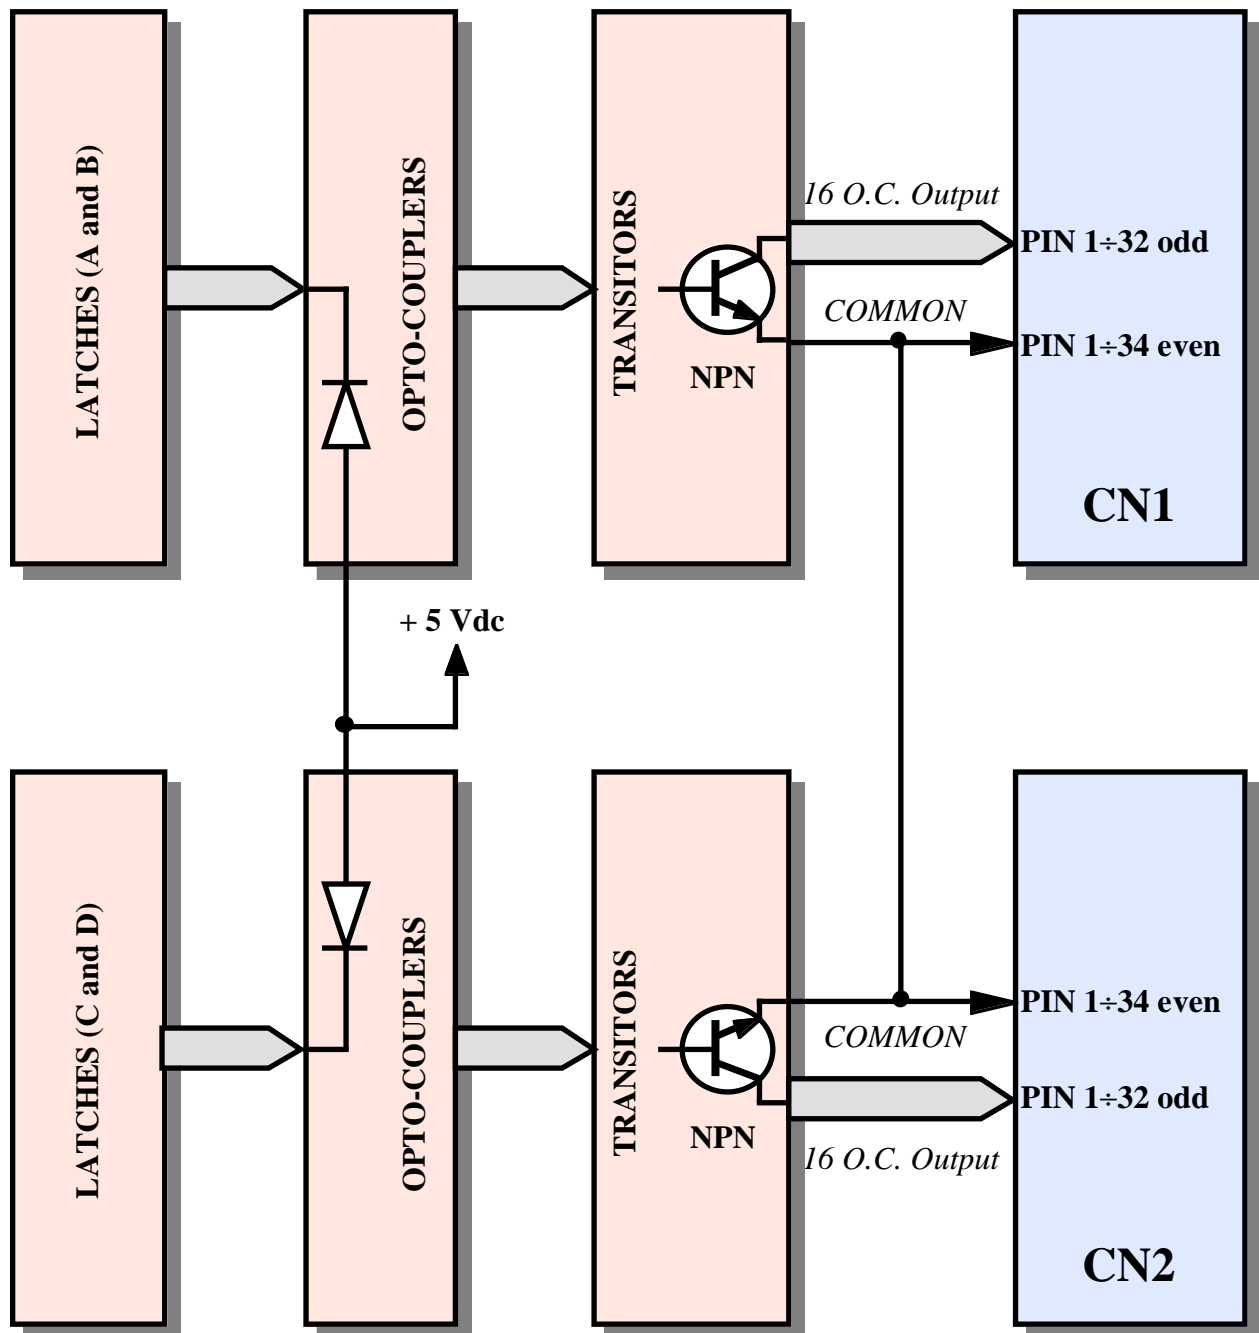 LATCHES (A and B)
OPTO-COUPLERS
TRANSITORS
NPN
16 O.C. Output
PIN 1÷32 odd
COMMON
PIN 1÷34 even
CN1
+ 5 Vdc
LATCHES (C and D)
OPTO-COUPLERS
TRANSITORS
NPN
PIN 1÷34 even
COMMON
PIN 1÷32 odd
16 O.C. Output
CN2